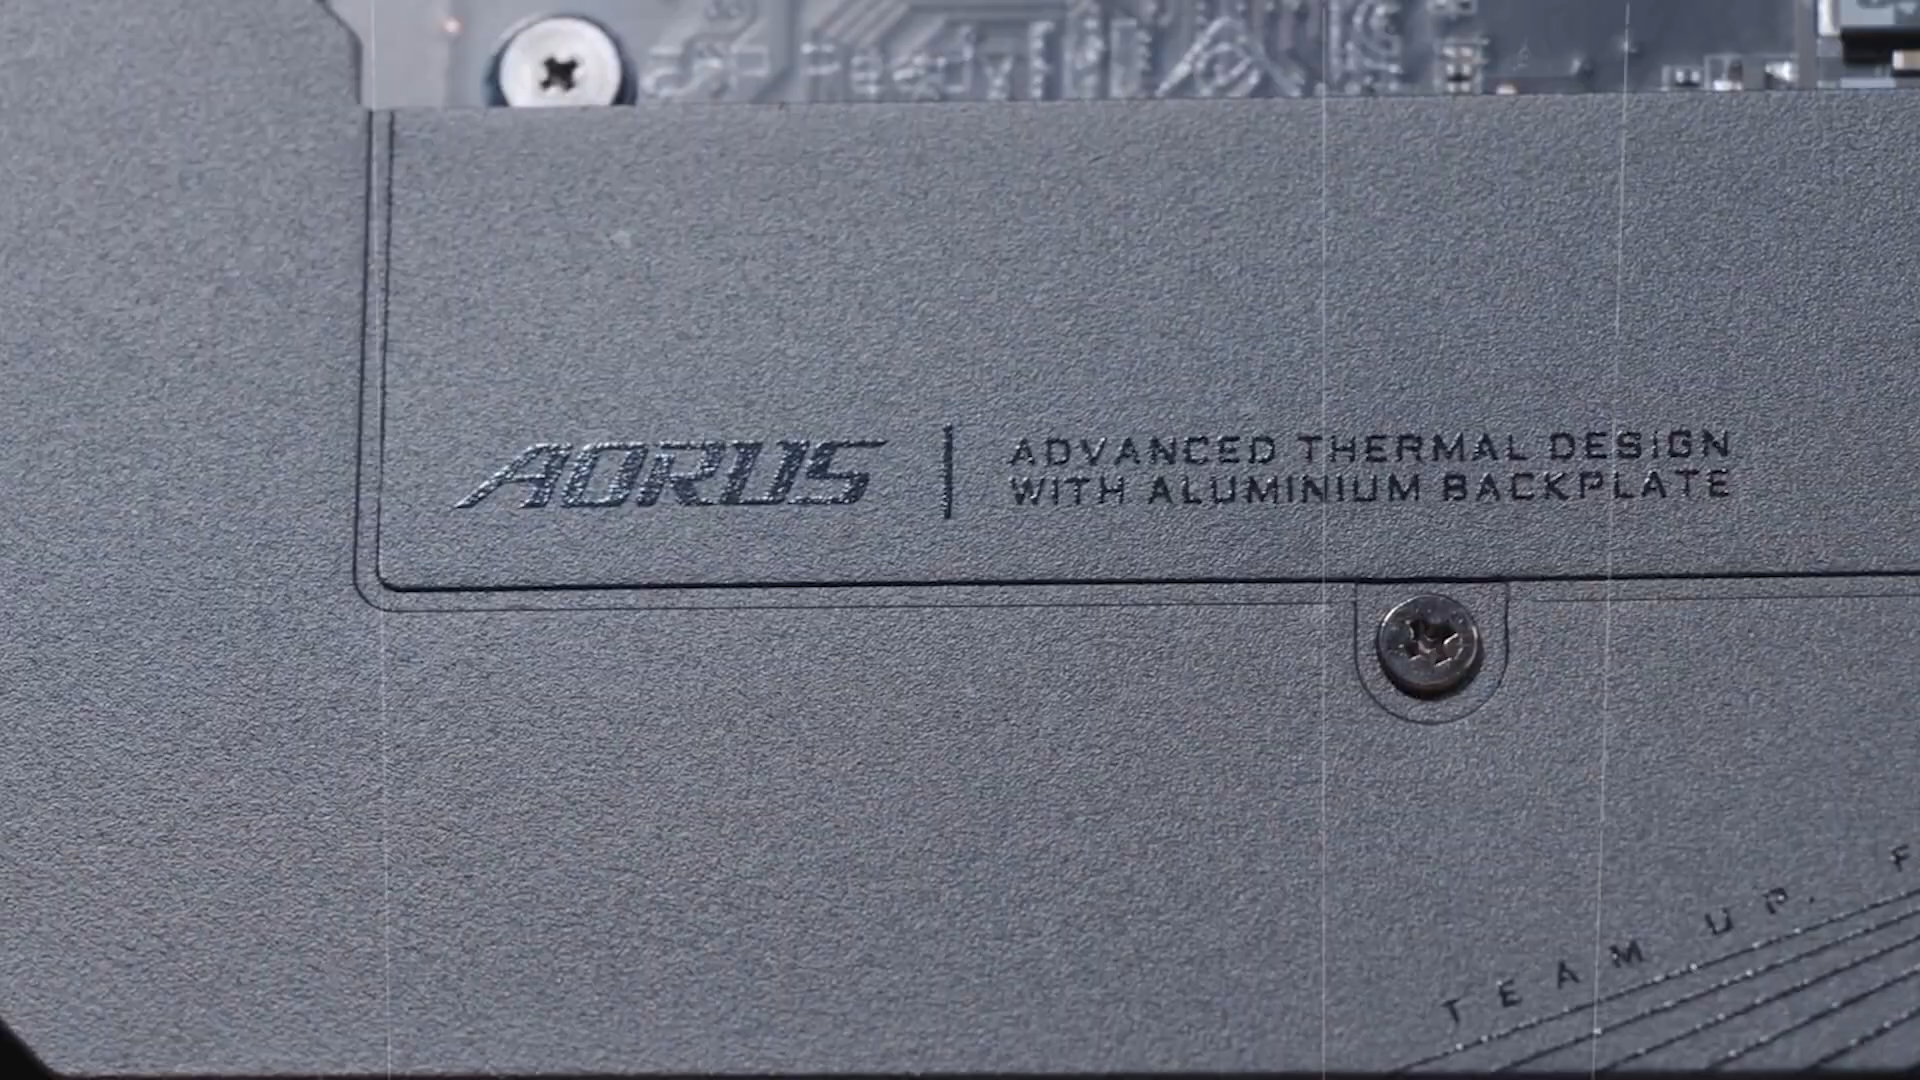 AORUS
ADVANCED THERMAL DESIGN
WITH ALUMINIUM BACKPLATE
TEAM UP. F